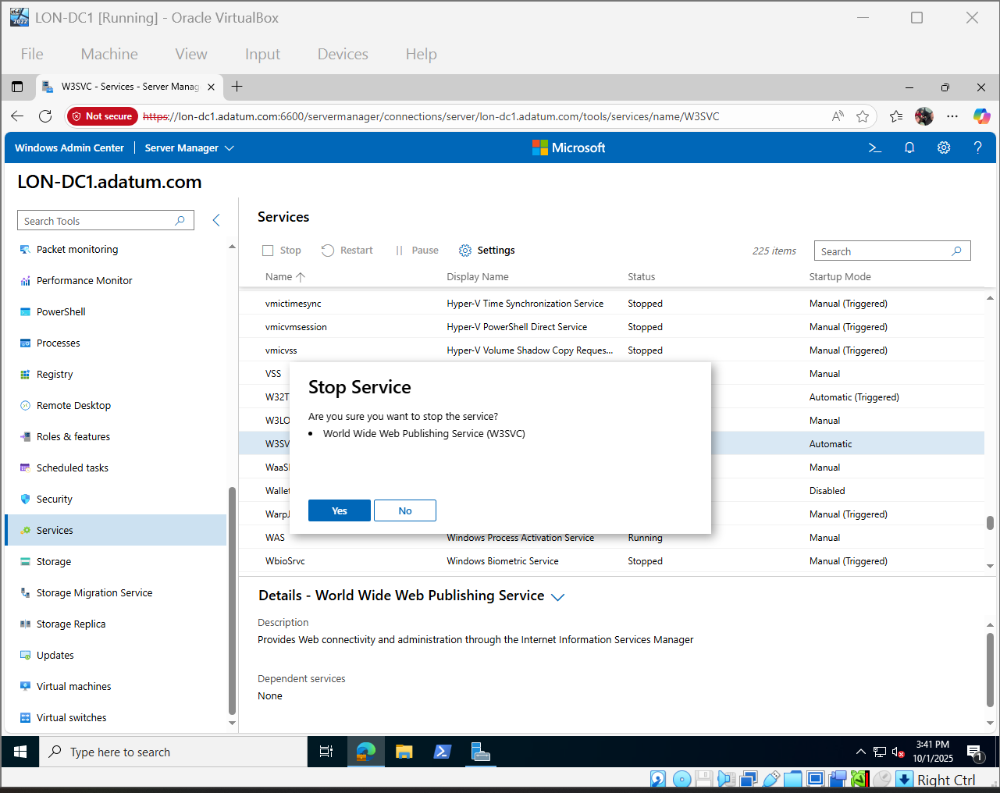 LON-DC1 [Running] - Oracle VirtualBox
File Machine View Input Devices Help
W3SVC - Services - Server Manag
Not secure https://lon-dc1.adatum.com:6600/servermanager/connections/server/lon-dc1.adatum.com/tools/services/name/W3SVC
Windows Admin Center Server Manager Microsoft
LON-DC1.adatum.com
Search Tools
Packet monitoring
Performance Monitor
PowerShell
Processes
Registry
Remote Desktop
Roles & features
Scheduled tasks
Security
Services
Storage
Storage Migration Service
Storage Replica
Updates
Virtual machines
Virtual switches
Services
Stop Restart Pause Settings 225 items Search
Name Display Name Status Startup Mode
vmictimesync Hyper-V Time Synchronization Service Stopped Manual (Triggered)
vmicvmsession Hyper-V PowerShell Direct Service Stopped Manual (Triggered)
vmicvss Hyper-V Volume Shadow Copy Reques... Stopped Manual (Triggered)
VSS Manual
W32T Automatic (Triggered)
W3LO Manual
W3SV Automatic
WaaS Manual
Wallet Disabled
WarpJ Manual (Triggered)
WAS Windows Process Activation Service Running Manual
WbioSrvc Windows Biometric Service Stopped Manual (Triggered)
Stop Service
Are you sure you want to stop the service?
• World Wide Web Publishing Service (W3SVC)
Yes No
Details - World Wide Web Publishing Service
Description
Provides Web connectivity and administration through the Internet Information Services Manager
Dependent services
None
Type here to search
3:41 PM
10/1/2025
1
Right Ctrl